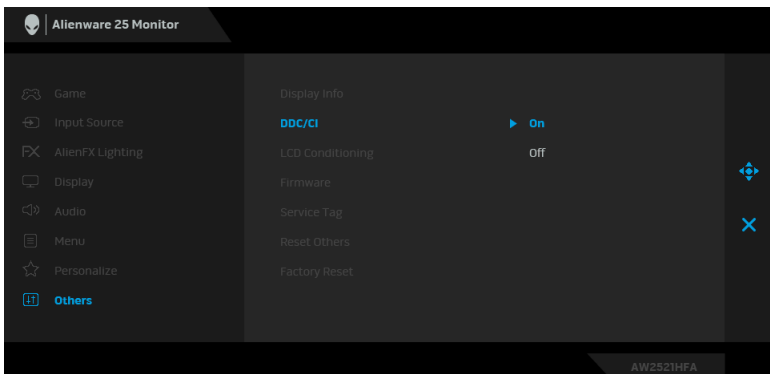 Alienware 25 Monitor
Game
Input Source
FX AlienFX Lighting
Display
Audio
Menu
Personalize
Others
Display Info
DDC/CI On
LCD Conditioning Off
Firmware
Service Tag
Reset Others
Factory Reset
AW2521HFA